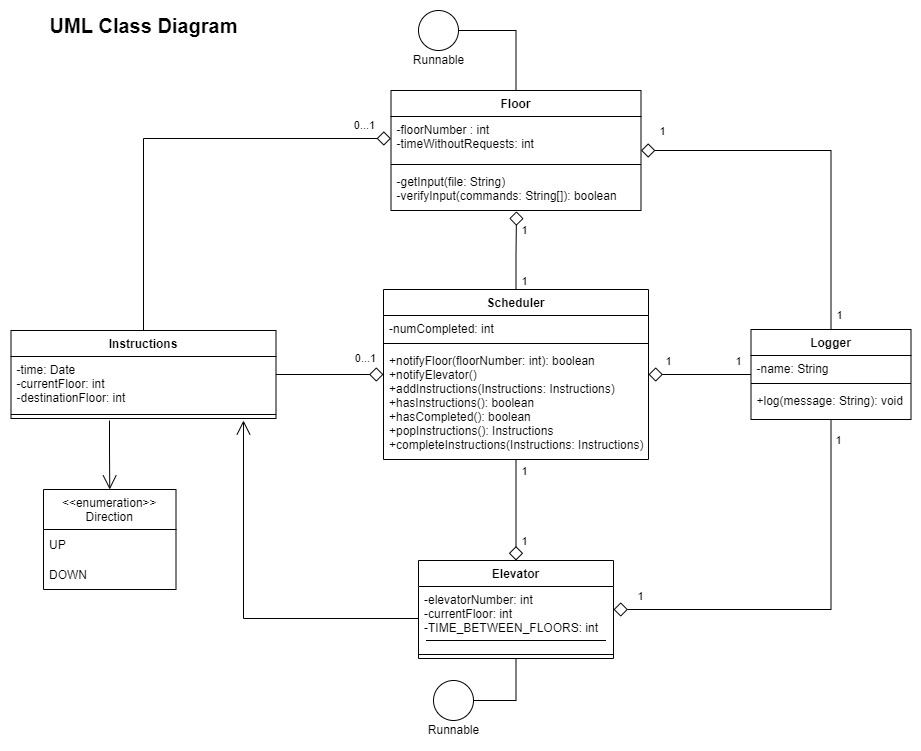 UML Class Diagram
Runnable
Floor
-floorNumber : int
-timeWithoutRequests: int
-getInput(file: String)
-verifyInput(commands: String[]): boolean
0...1
1
1
1
Scheduler
-numCompleted: int
+notifyFloor(floorNumber: int): boolean
+notifyElevator()
+addInstructions(Instructions: Instructions)
+hasInstructions(): boolean
+hasCompleted(): boolean
+popInstructions(): Instructions
+completeInstructions(Instructions: Instructions)
Instructions
-time: Date
-currentFloor: int
-destinationFloor: int
0...1
1
1
1
Logger
-name: String
+log(message: String): void
1
1
<<enumeration>>
Direction
UP
DOWN
1
Elevator
-elevatorNumber: int
-currentFloor: int
-TIME_BETWEEN_FLOORS: int
1
Runnable